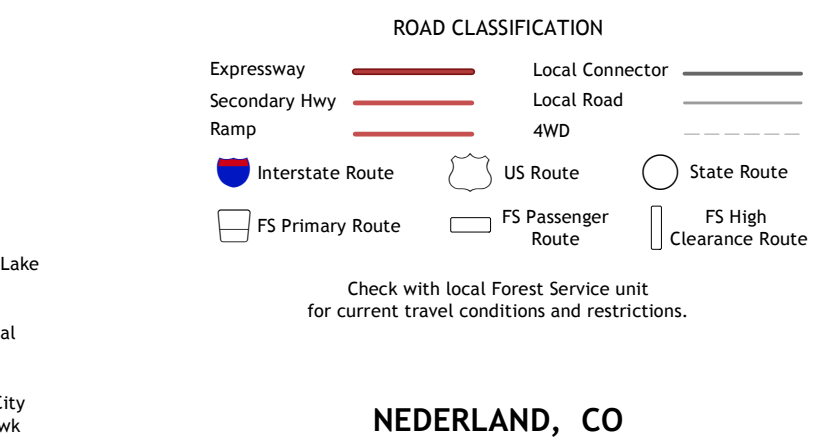 ROAD CLASSIFICATION
Expressway
Local Connector
Secondary Hwy
Local Road
Ramp
4WD
Interstate Route
US Route
State Route
FS Primary Route
FS Passenger
Route
FS High
Clearance Route
Lake
Check with local Forest Service unit
for current travel conditions and restrictions.
al
City
wk
NEDERLAND, CO